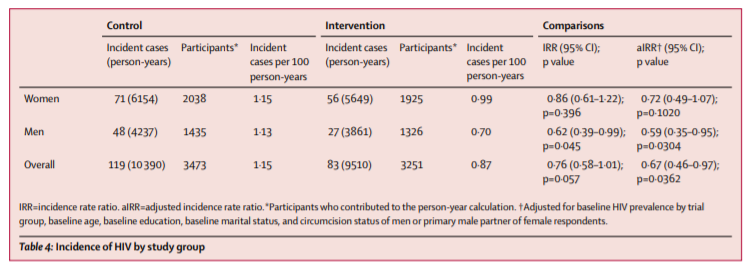 Control Intervention Comparisons
Incident cases Participants* Incident Incident cases Participants* Incident IRR (95% CI); aIRR† (95% CI);
(person-years) cases per 100 (person-years) cases per 100 p value p value
person-years person-years
Women 71 (6154) 2038 1·15 56 (5649) 1925 0·99 0·86 (0·61–1·22); 0·72 (0·49–1·07);
p=0·396 p=0·1020
Men 48 (4237) 1435 1·13 27 (3861) 1326 0·70 0·62 (0·39–0·99); 0·59 (0·35–0·95);
p=0·045 p=0·0304
Overall 119 (10 390) 3473 1·15 83 (9510) 3251 0·87 0·76 (0·58–1·01); 0·67 (0·46–0·97);
p=0·057 p=0·0362
IRR=incidence rate ratio. aIRR=adjusted incidence rate ratio. *Participants who contributed to the person-year calculation. †Adjusted for baseline HIV prevalence by trial
group, baseline age, baseline education, baseline marital status, and circumcision status of men or primary male partner of female respondents.
Table 4: Incidence of HIV by study group